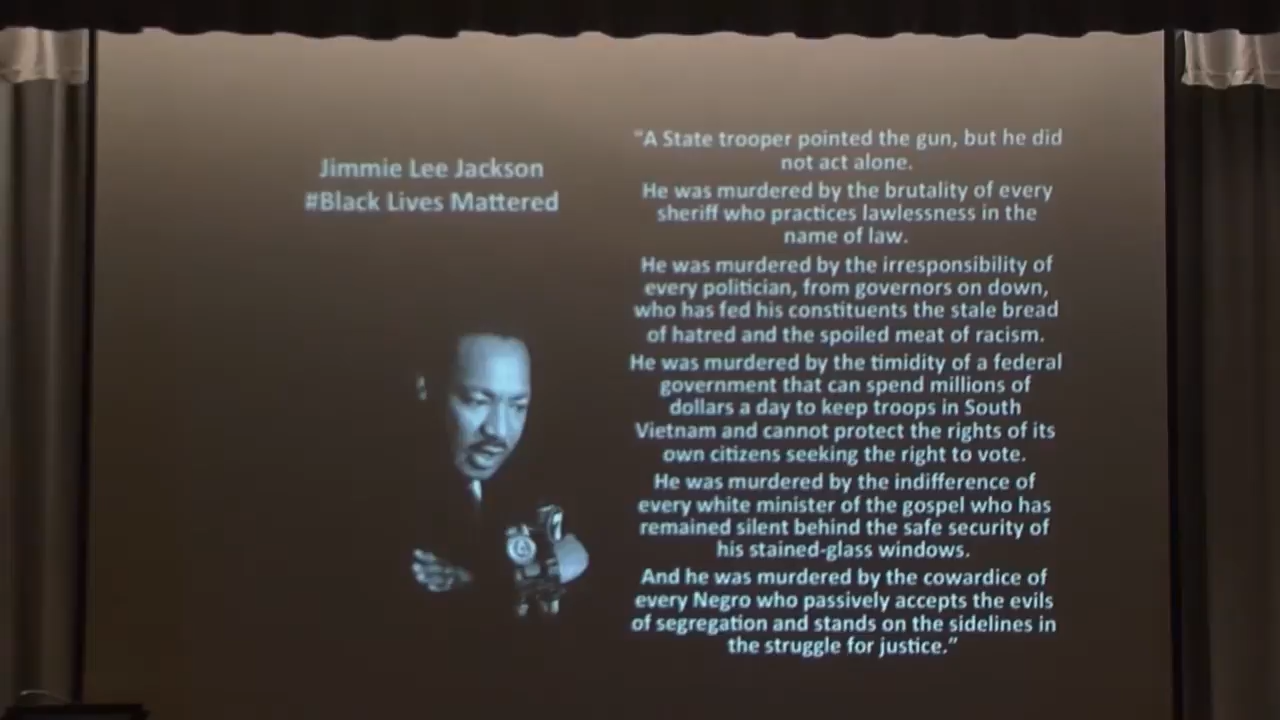 Jimmie Lee Jackson
#Black Lives Mattered
"A State trooper pointed the gun, but he did
not act alone.
He was murdered by the brutality of every
sheriff who practices lawlessness in the
name of law.
He was murdered by the irresponsibility of
every politician, from governors on down,
who has fed his constituents the stale bread
of hatred and the spoiled meat of racism.
He was murdered by the timidity of a federal
government that can spend millions of
dollars a day to keep troops in South
Vietnam and cannot protect the rights of its
own citizens seeking the right to vote.
He was murdered by the indifference of
every white minister of the gospel who has
remained silent behind the safe security of
his stained-glass windows.
And he was murdered by the cowardice of
every Negro who passively accepts the evils
of segregation and stands on the sidelines in
the struggle for justice."